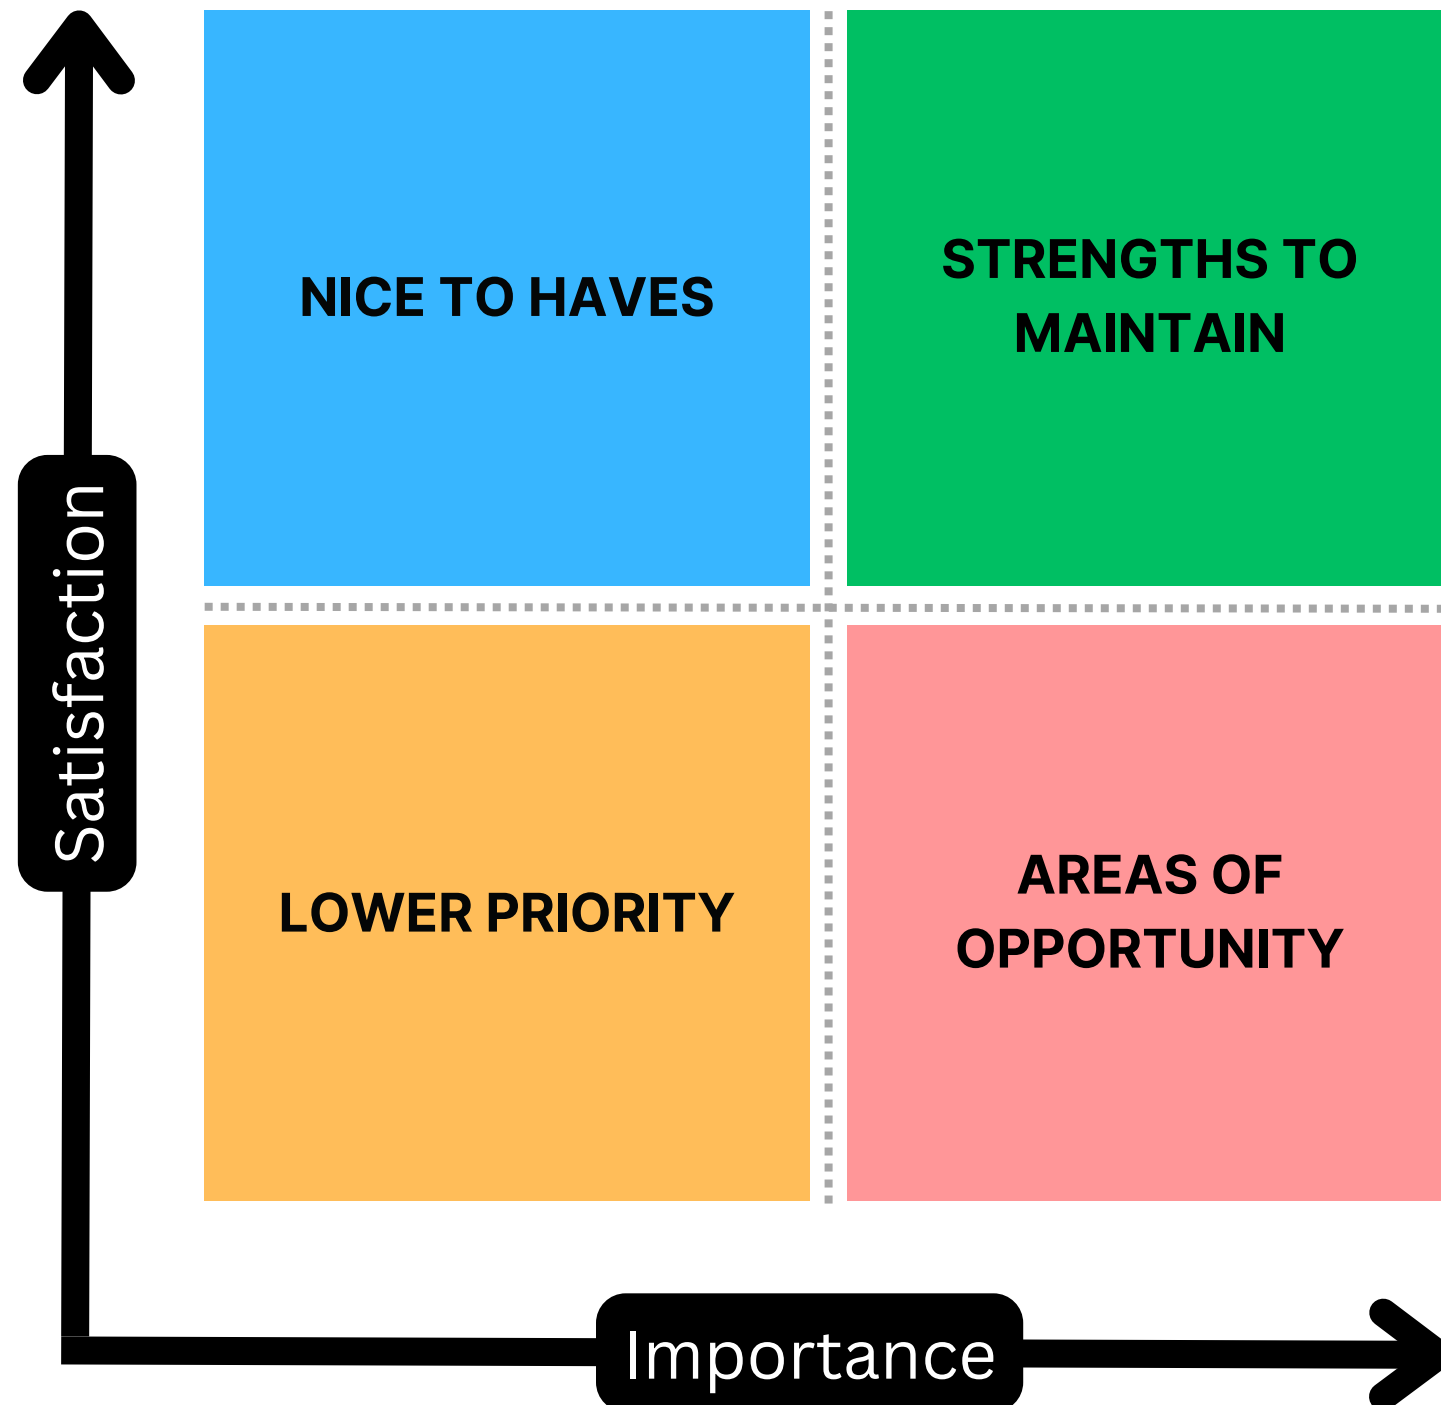 NICE TO HAVES
STRENGTHS TO
MAINTAIN
Satisfaction
LOWER PRIORITY
AREAS OF
OPPORTUNITY
Importance